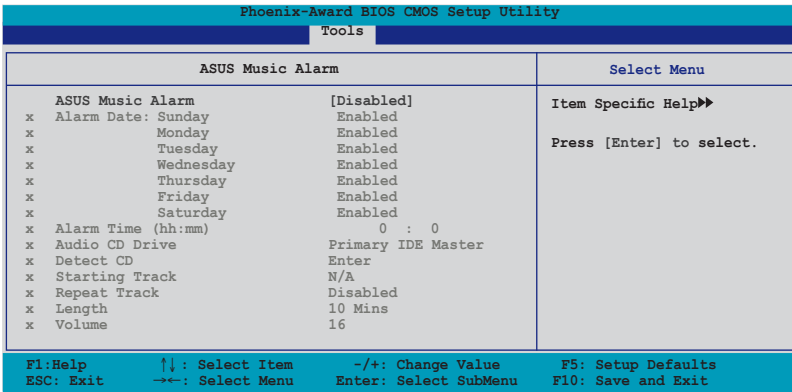 Phoenix-Award BIOS CMOS Setup Utility
Tools
ASUS Music Alarm
Select Menu
ASUS Music Alarm [Disabled]
x Alarm Date: Sunday Enabled
x Monday Enabled
x Tuesday Enabled
x Wednesday Enabled
x Thursday Enabled
x Friday Enabled
x Saturday Enabled
x Alarm Time (hh:mm) 0 : 0
x Audio CD Drive Primary IDE Master
x Detect CD Enter
x Starting Track N/A
x Repeat Track Disabled
x Length 10 Mins
x Volume 16
Item Specific Help▶▶
Press [Enter] to select.
F1:Help ↑↓: Select Item -/+: Change Value F5: Setup Defaults
ESC: Exit →←: Select Menu Enter: Select SubMenu F10: Save and Exit